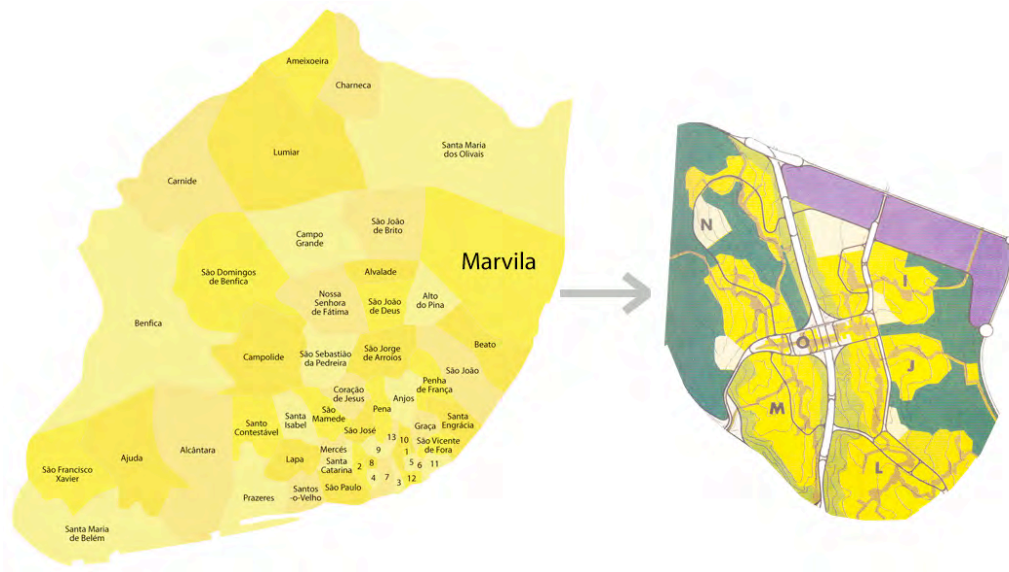 Ameixoeira
Charneca
Lumiar
Santa Maria
dos Olivais
Carnide
São João
de Brito
Campo
Grande
Marvila
São Domingos
de Benfica
Alvalade
Nossa
Senhora
de Fátima
São João
de Deus
Alto
do Pina
Benfica
Campolide
São Sebastião
da Pedreira
São Jorge
de Arroios
Beato
São João
Penha
de França
Coração
de Jesus
Anjos
Pena
São
Mamede
Santa
Isabel
Santo
Contestável
Santa
Engrácia
Graça
São José
13
10
São Vicente
de Fora
Alcântara
Mercês
9
1
Lapa
Santa
Catarina
2
8
5
6
11
São Francisco
Xavier
Ajuda
4
7
3
12
Prazeres
Santos
-o-Velho
São Paulo
Santa Maria
de Belém
N
I
O
J
M
L